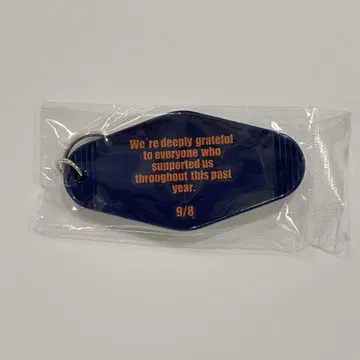 We´re deeply grateful
to everyone who
supported us
throughout this past
year.
9/8